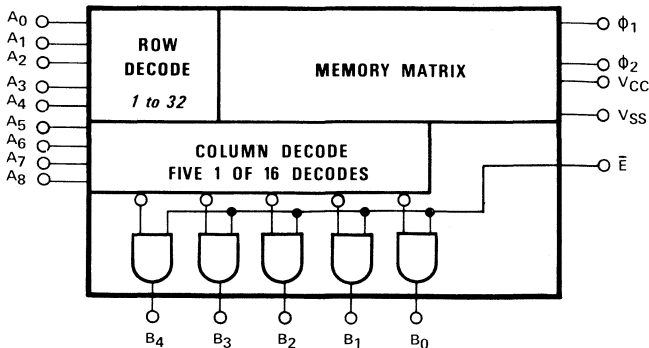 A0
A1
A2
A3
A4
A5
A6
A7
A8
ROW
DECODE
1 to 32
MEMORY MATRIX
COLUMN DECODE
FIVE 1 OF 16 DECODES
ϕ1
ϕ2
VCC
VSS
E̅
B4
B3
B2
B1
B0